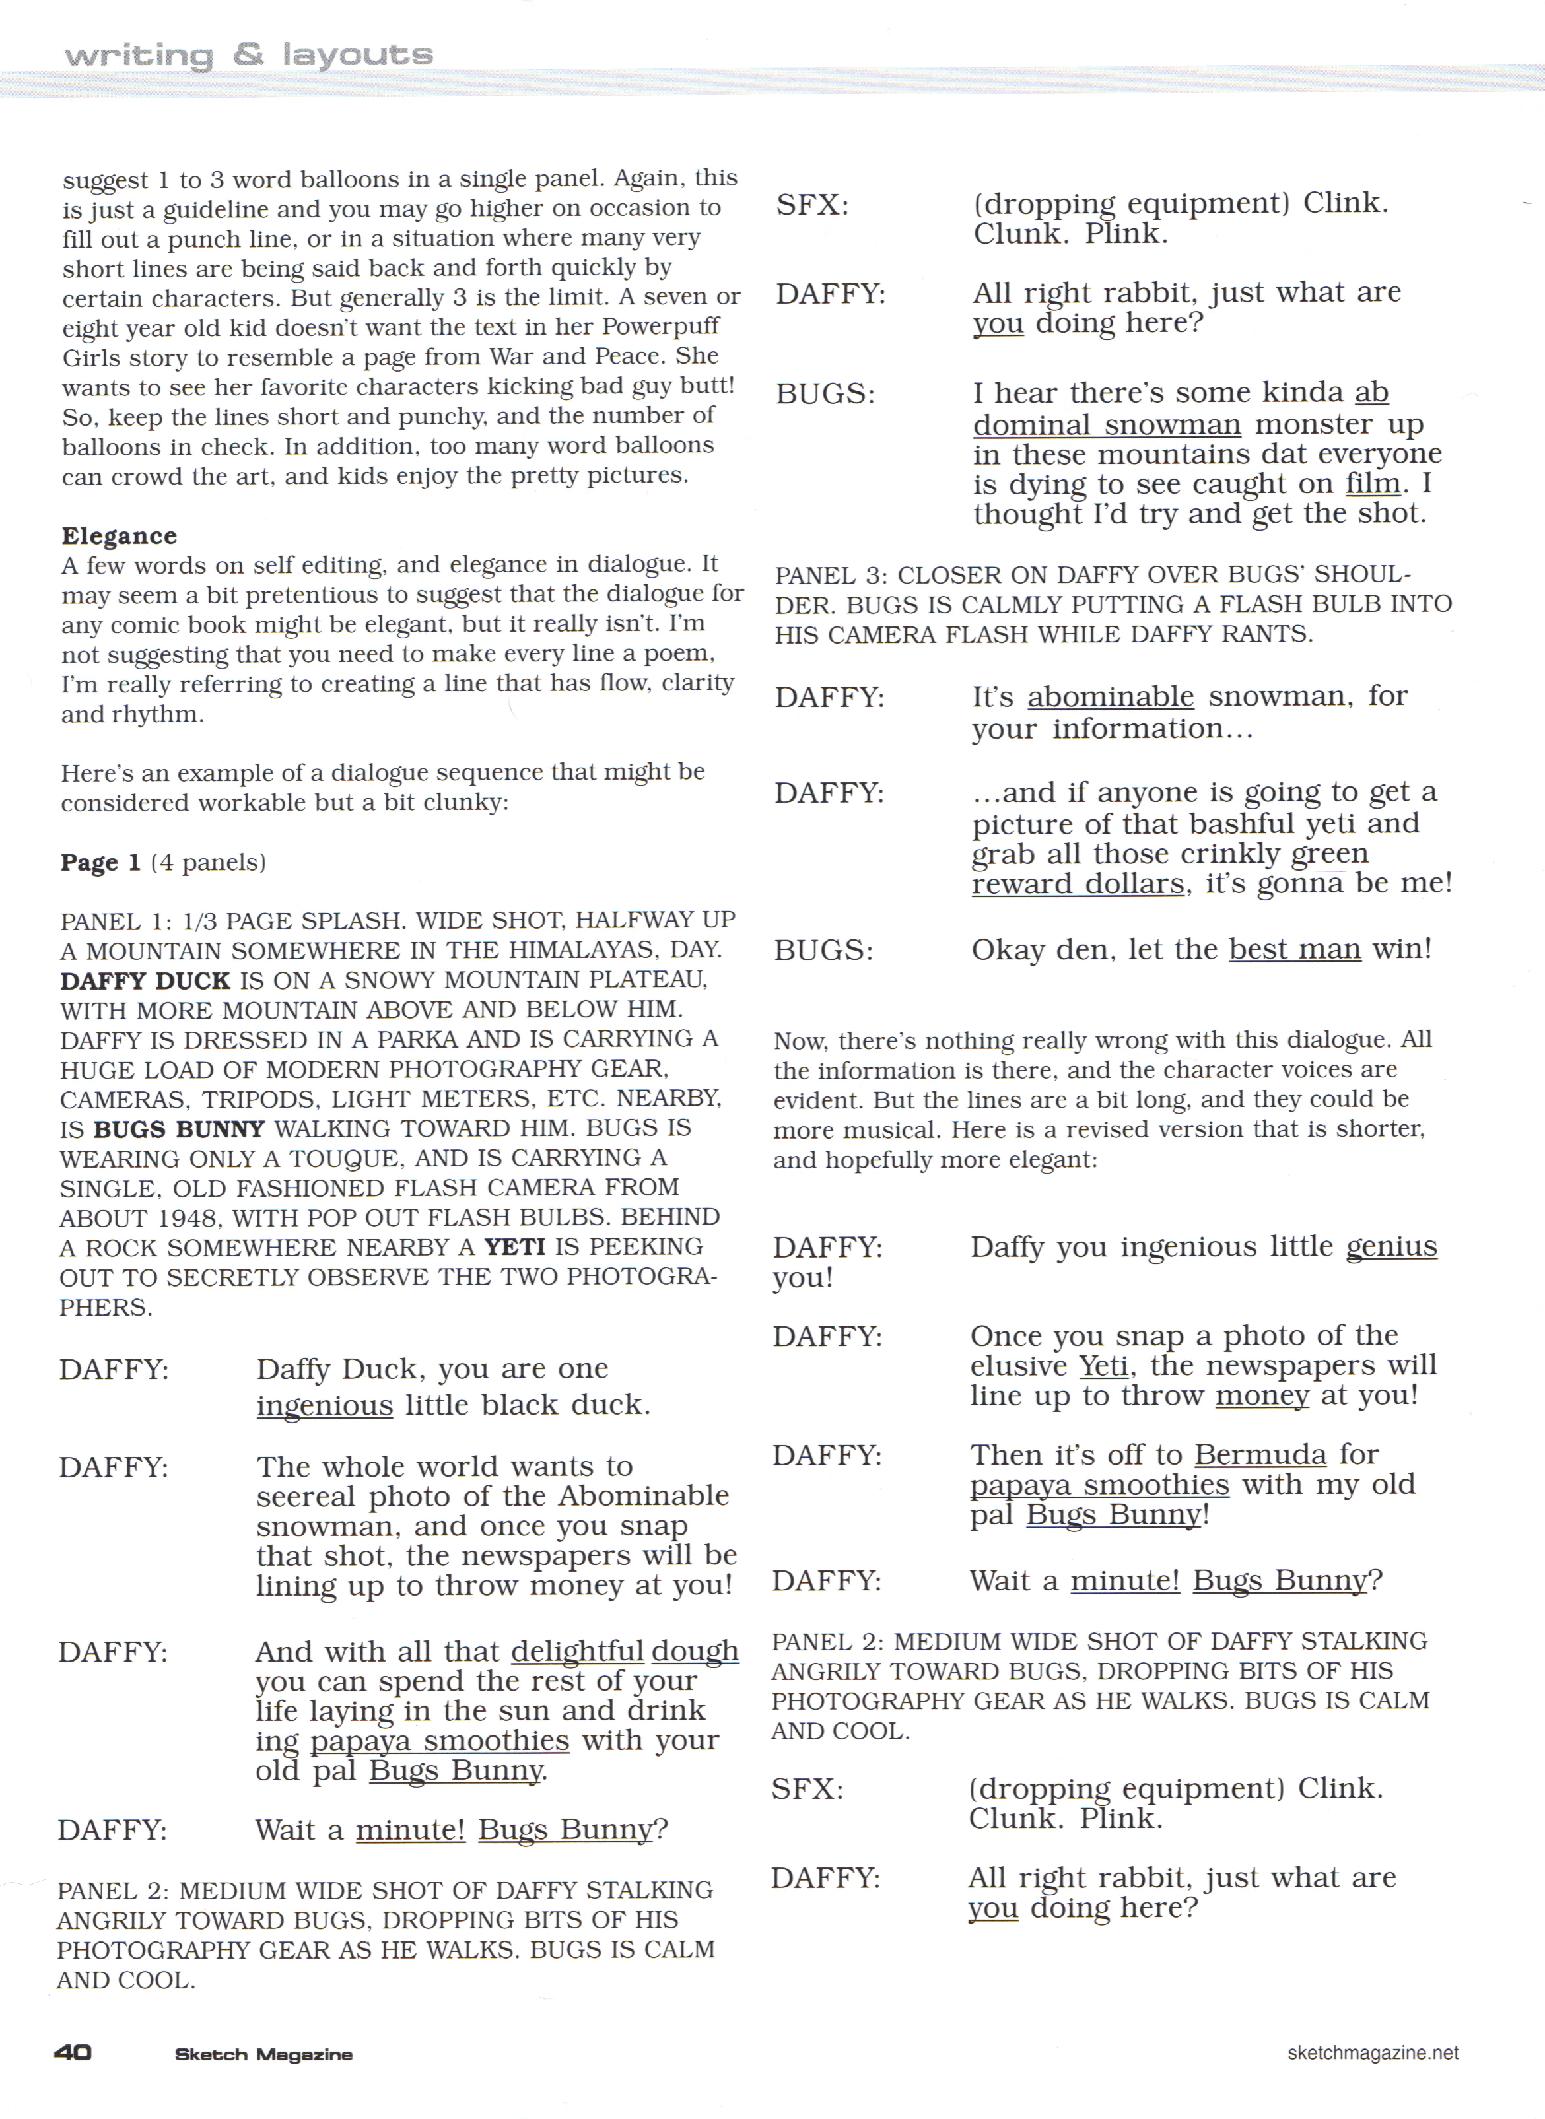 writing & layouts
suggest 1 to 3 word balloons in a single panel. Again, this
is just a guideline and you may go higher on occasion to
fill out a punch line, or in a situation where many very
short lines are being said back and forth quickly by
certain characters. But generally 3 is the limit. A seven or
eight year old kid doesn't want the text in her Powerpuff
Girls story to resemble a page from War and Peace. She
wants to see her favorite characters kicking bad guy butt!
So, keep the lines short and punchy, and the number of
balloons in check. In addition, too many word balloons
can crowd the art, and kids enjoy the pretty pictures.
Elegance
A few words on self editing, and elegance in dialogue. It
may seem a bit pretentious to suggest that the dialogue for
any comic book might be elegant, but it really isn't. I'm
not suggesting that you need to make every line a poem,
I'm really referring to creating a line that has flow, clarity
and rhythm.
Here's an example of a dialogue sequence that might be
considered workable but a bit clunky:
Page 1 (4 panels)
PANEL 1: 1/3 PAGE SPLASH. WIDE SHOT, HALFWAY UP
A MOUNTAIN SOMEWHERE IN THE HIMALAYAS, DAY.
DAFFY DUCK IS ON A SNOWY MOUNTAIN PLATEAU,
WITH MORE MOUNTAIN ABOVE AND BELOW HIM.
DAFFY IS DRESSED IN A PARKA AND IS CARRYING A
HUGE LOAD OF MODERN PHOTOGRAPHY GEAR,
CAMERAS, TRIPODS, LIGHT METERS, ETC. NEARBY,
IS BUGS BUNNY WALKING TOWARD HIM. BUGS IS
WEARING ONLY A TOUQUE, AND IS CARRYING A
SINGLE, OLD FASHIONED FLASH CAMERA FROM
ABOUT 1948, WITH POP OUT FLASH BULBS. BEHIND
A ROCK SOMEWHERE NEARBY A YETI IS PEEKING
OUT TO SECRETLY OBSERVE THE TWO PHOTOGRA-
PHERS.
DAFFY: Daffy Duck, you are one
ingenious little black duck.
DAFFY: The whole world wants to
seereal photo of the Abominable
snowman, and once you snap
that shot, the newspapers will be
lining up to throw money at you!
DAFFY: And with all that delightful dough
you can spend the rest of your
life laying in the sun and drink
ing papaya smoothies with your
old pal Bugs Bunny.
DAFFY: Wait a minute! Bugs Bunny?
PANEL 2: MEDIUM WIDE SHOT OF DAFFY STALKING
ANGRILY TOWARD BUGS, DROPPING BITS OF HIS
PHOTOGRAPHY GEAR AS HE WALKS. BUGS IS CALM
AND COOL.
SFX: (dropping equipment) Clink.
Clunk. Plink.
DAFFY: All right rabbit, just what are
you doing here?
BUGS: I hear there's some kinda ab
dominal snowman monster up
in these mountains dat everyone
is dying to see caught on film. I
thought I'd try and get the shot.
PANEL 3: CLOSER ON DAFFY OVER BUGS' SHOUL-
DER. BUGS IS CALMLY PUTTING A FLASH BULB INTO
HIS CAMERA FLASH WHILE DAFFY RANTS.
DAFFY: It's abominable snowman, for
your information...
DAFFY: ...and if anyone is going to get a
picture of that bashful yeti and
grab all those crinkly green
reward dollars, it's gonna be me!
BUGS: Okay den, let the best man win!
Now, there's nothing really wrong with this dialogue. All
the information is there, and the character voices are
evident. But the lines are a bit long, and they could be
more musical. Here is a revised version that is shorter,
and hopefully more elegant:
DAFFY: Daffy you ingenious little genius
you!
DAFFY: Once you snap a photo of the
elusive Yeti, the newspapers will
line up to throw money at you!
DAFFY: Then it's off to Bermuda for
papaya smoothies with my old
pal Bugs Bunny!
DAFFY: Wait a minute! Bugs Bunny?
PANEL 2: MEDIUM WIDE SHOT OF DAFFY STALKING
ANGRILY TOWARD BUGS, DROPPING BITS OF HIS
PHOTOGRAPHY GEAR AS HE WALKS. BUGS IS CALM
AND COOL.
SFX: (dropping equipment) Clink.
Clunk. Plink.
DAFFY: All right rabbit, just what are
you doing here?
40 Sketch Magazine
sketchmagazine.net